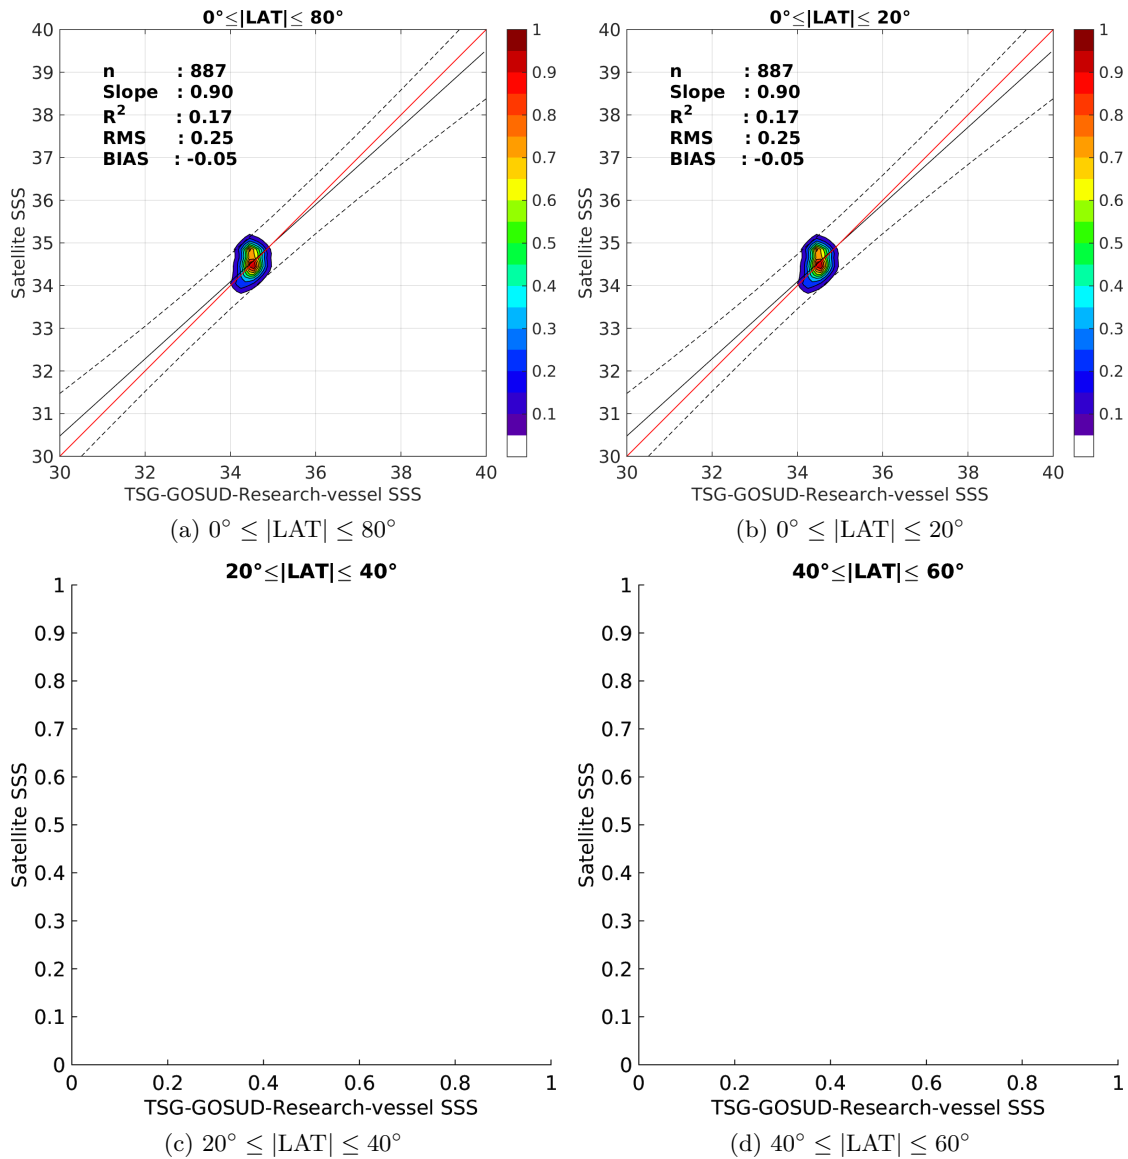 0°≤|LAT|≤ 80°
n : 887
Slope : 0.90
R² : 0.17
RMS : 0.25
BIAS : -0.05
40
39
38
37
36
35
34
33
32
31
30
30 32 34 36 38 40
1
0.9
0.8
0.7
0.6
0.5
0.4
0.3
0.2
0.1
Satellite SSS
TSG-GOSUD-Research-vessel SSS
(a) 0° ≤ |LAT| ≤ 80°
0°≤|LAT|≤ 20°
n : 887
Slope : 0.90
R² : 0.17
RMS : 0.25
BIAS : -0.05
40
39
38
37
36
35
34
33
32
31
30
30 32 34 36 38 40
1
0.9
0.8
0.7
0.6
0.5
0.4
0.3
0.2
0.1
Satellite SSS
TSG-GOSUD-Research-vessel SSS
(b) 0° ≤ |LAT| ≤ 20°
20°≤|LAT|≤ 40°
1
0.9
0.8
0.7
0.6
0.5
0.4
0.3
0.2
0.1
0
0 0.2 0.4 0.6 0.8 1
Satellite SSS
TSG-GOSUD-Research-vessel SSS
(c) 20° ≤ |LAT| ≤ 40°
40°≤|LAT|≤ 60°
1
0.9
0.8
0.7
0.6
0.5
0.4
0.3
0.2
0.1
0
0 0.2 0.4 0.6 0.8 1
Satellite SSS
TSG-GOSUD-Research-vessel SSS
(d) 40° ≤ |LAT| ≤ 60°